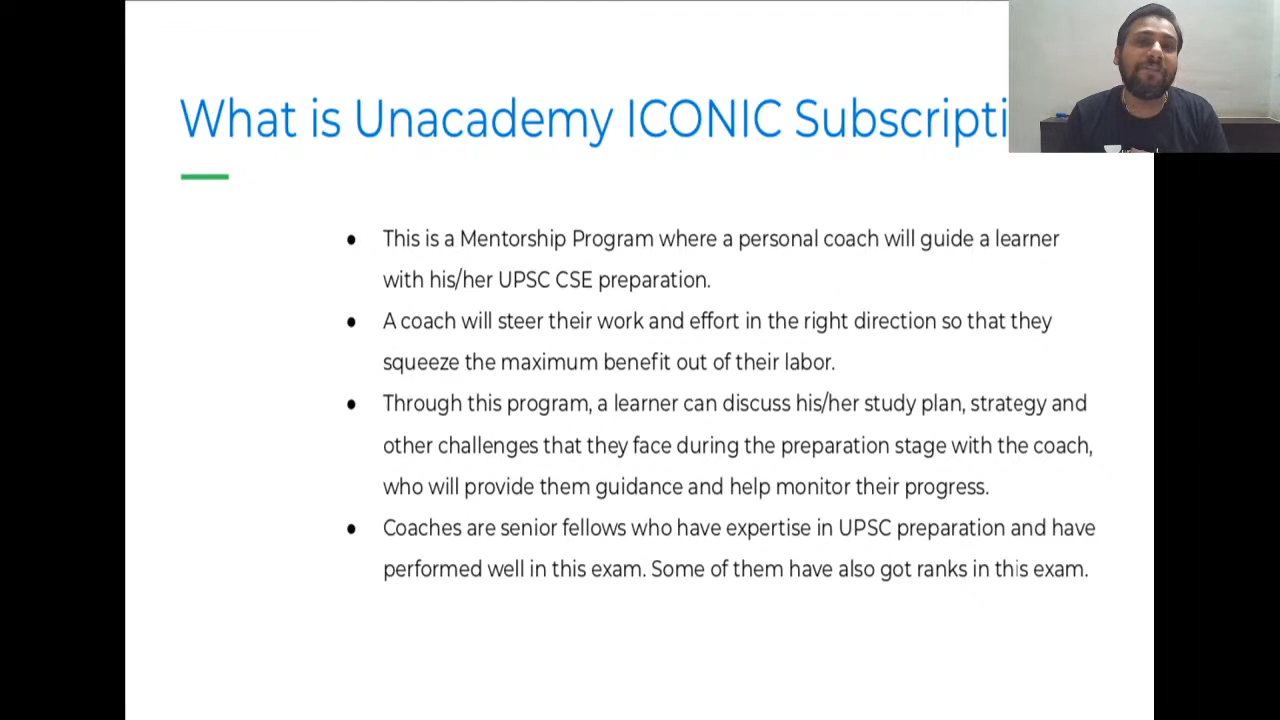 What is Unacademy ICONIC Subscripti
● This is a Mentorship Program where a personal coach will guide a learner
with his/her UPSC CSE preparation.
● A coach will steer their work and effort in the right direction so that they
squeeze the maximum benefit out of their labor.
● Through this program, a learner can discuss his/her study plan, strategy and
other challenges that they face during the preparation stage with the coach,
who will provide them guidance and help monitor their progress.
● Coaches are senior fellows who have expertise in UPSC preparation and have
performed well in this exam. Some of them have also got ranks in this exam.